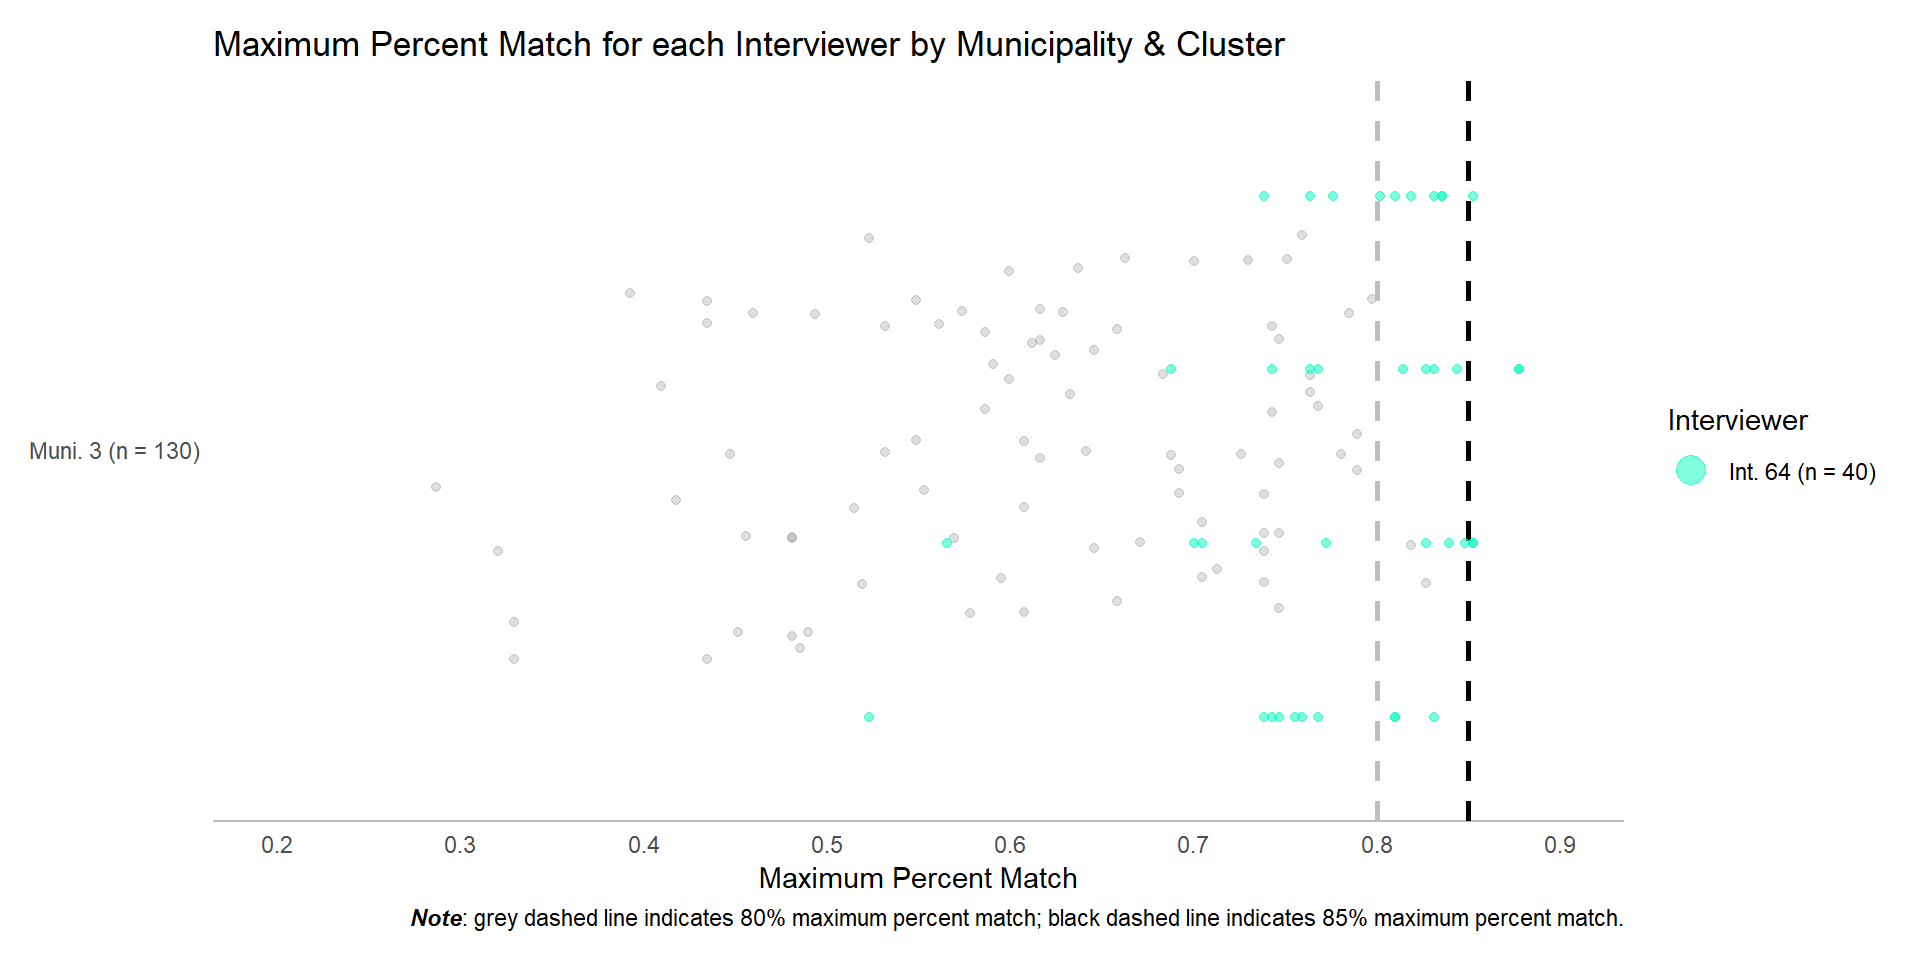 Maximum Percent Match for each Interviewer by Municipality & Cluster
Muni. 3 (n = 130)
Interviewer
Int. 64 (n = 40)
0.2 0.3 0.4 0.5 0.6 0.7 0.8 0.9
Maximum Percent Match
Note: grey dashed line indicates 80% maximum percent match; black dashed line indicates 85% maximum percent match.